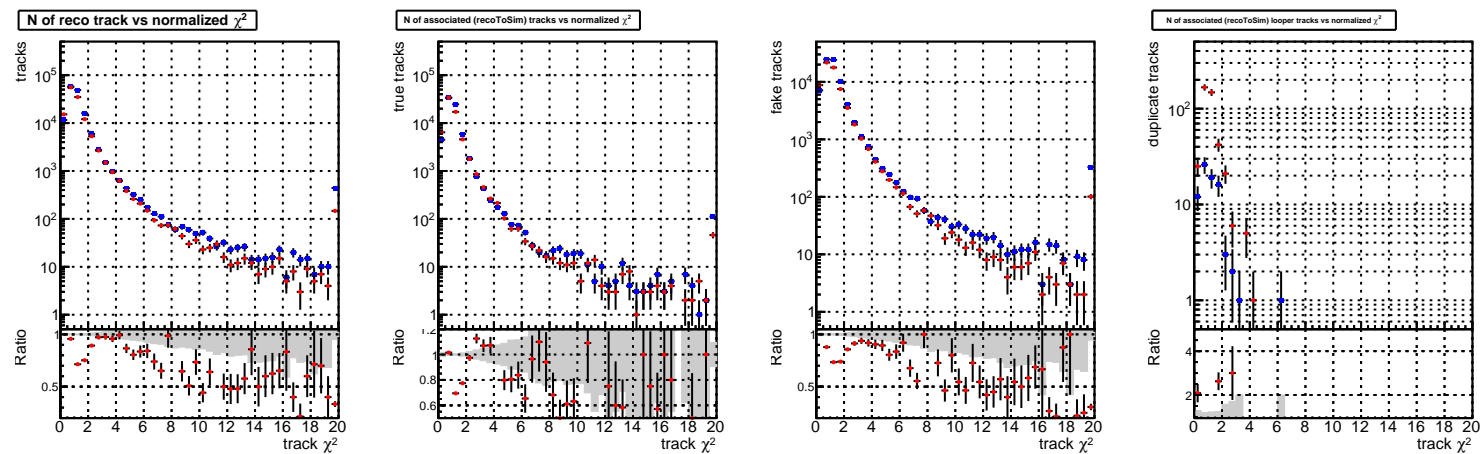 N of reco track vs normalized χ²
tracks
10⁵
10⁴
10³
10²
10
1
Ratio
1
0.5
0 2 4 6 8 10 12 14 16 18 20
track χ²
N of associated (recoToSim) tracks vs normalized χ²
true tracks
10⁵
10⁴
10³
10²
10
1
Ratio
1.2
1.0
0.8
0.6
0 2 4 6 8 10 12 14 16 18 20
track χ²
fake tracks
10⁴
10³
10²
10
1
Ratio
1
0.5
0 2 4 6 8 10 12 14 16 18 20
track χ²
N of associated (recoToSim) looper tracks vs normalized χ²
duplicate tracks
10²
10
1
Ratio
4
2
0 2 4 6 8 10 12 14 16 18 20
track χ²